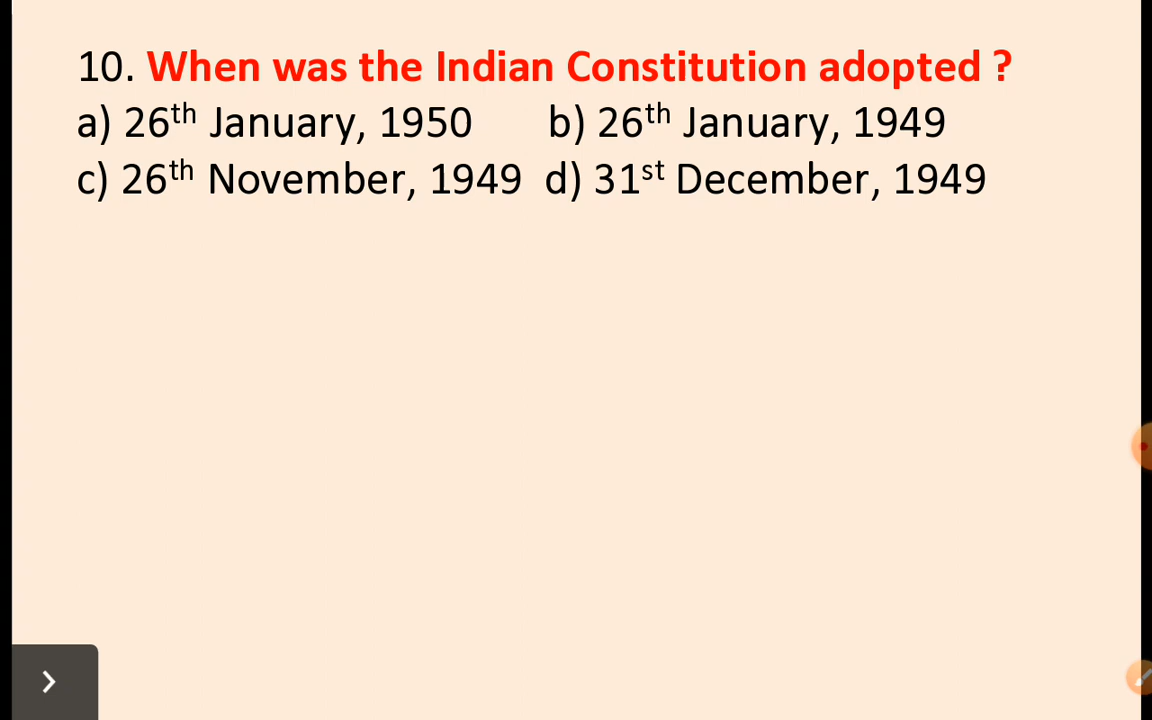 10. When was the Indian Constitution adopted ?
a) 26th January, 1950 b) 26th January, 1949
c) 26th November, 1949 d) 31st December, 1949